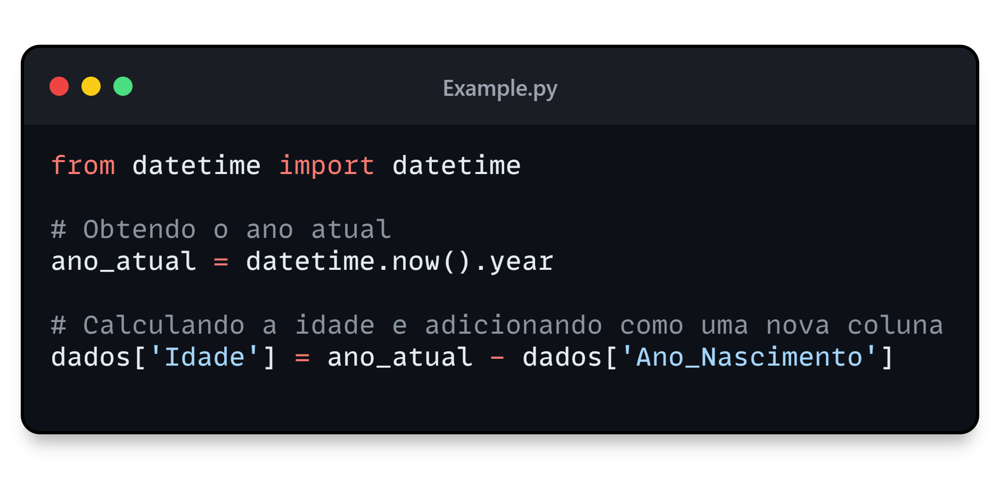 Example.py
from datetime import datetime
# Obtendo o ano atual
ano_atual = datetime.now().year
# Calculando a idade e adicionando como uma nova coluna
dados['Idade'] = ano_atual - dados['Ano_Nascimento']